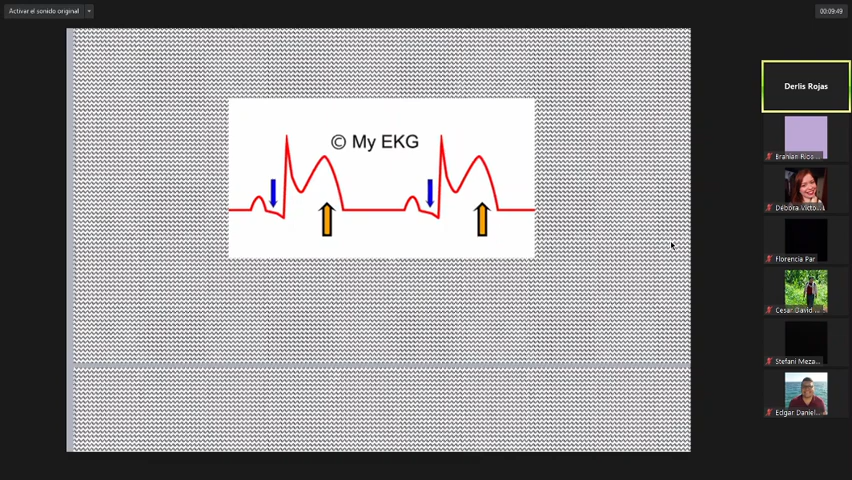 Activar el sonido original
00:09:49
© My EKG
Derlis Rojas
Brahian Rios
Débora Victo...
Florencia Par
Cesar David ...
Stefani Meza...
Edgar Daniel...